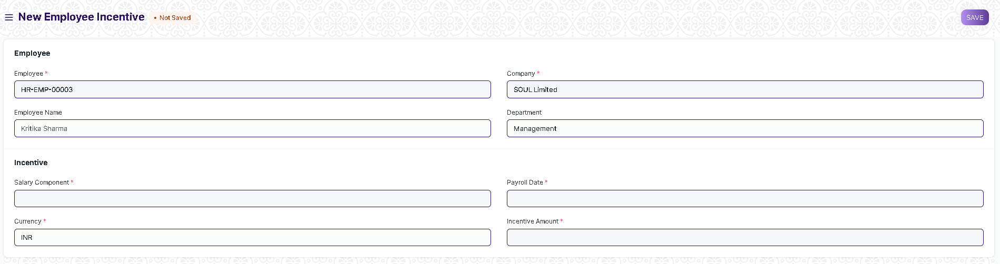 New Employee Incentive • Not Saved SAVE
Employee
Employee * Company *
HR-EMP-00003 SOUL Limited
Employee Name Department
Kritika Sharma Management
Incentive
Salary Component * Payroll Date *
Currency * Incentive Amount *
INR